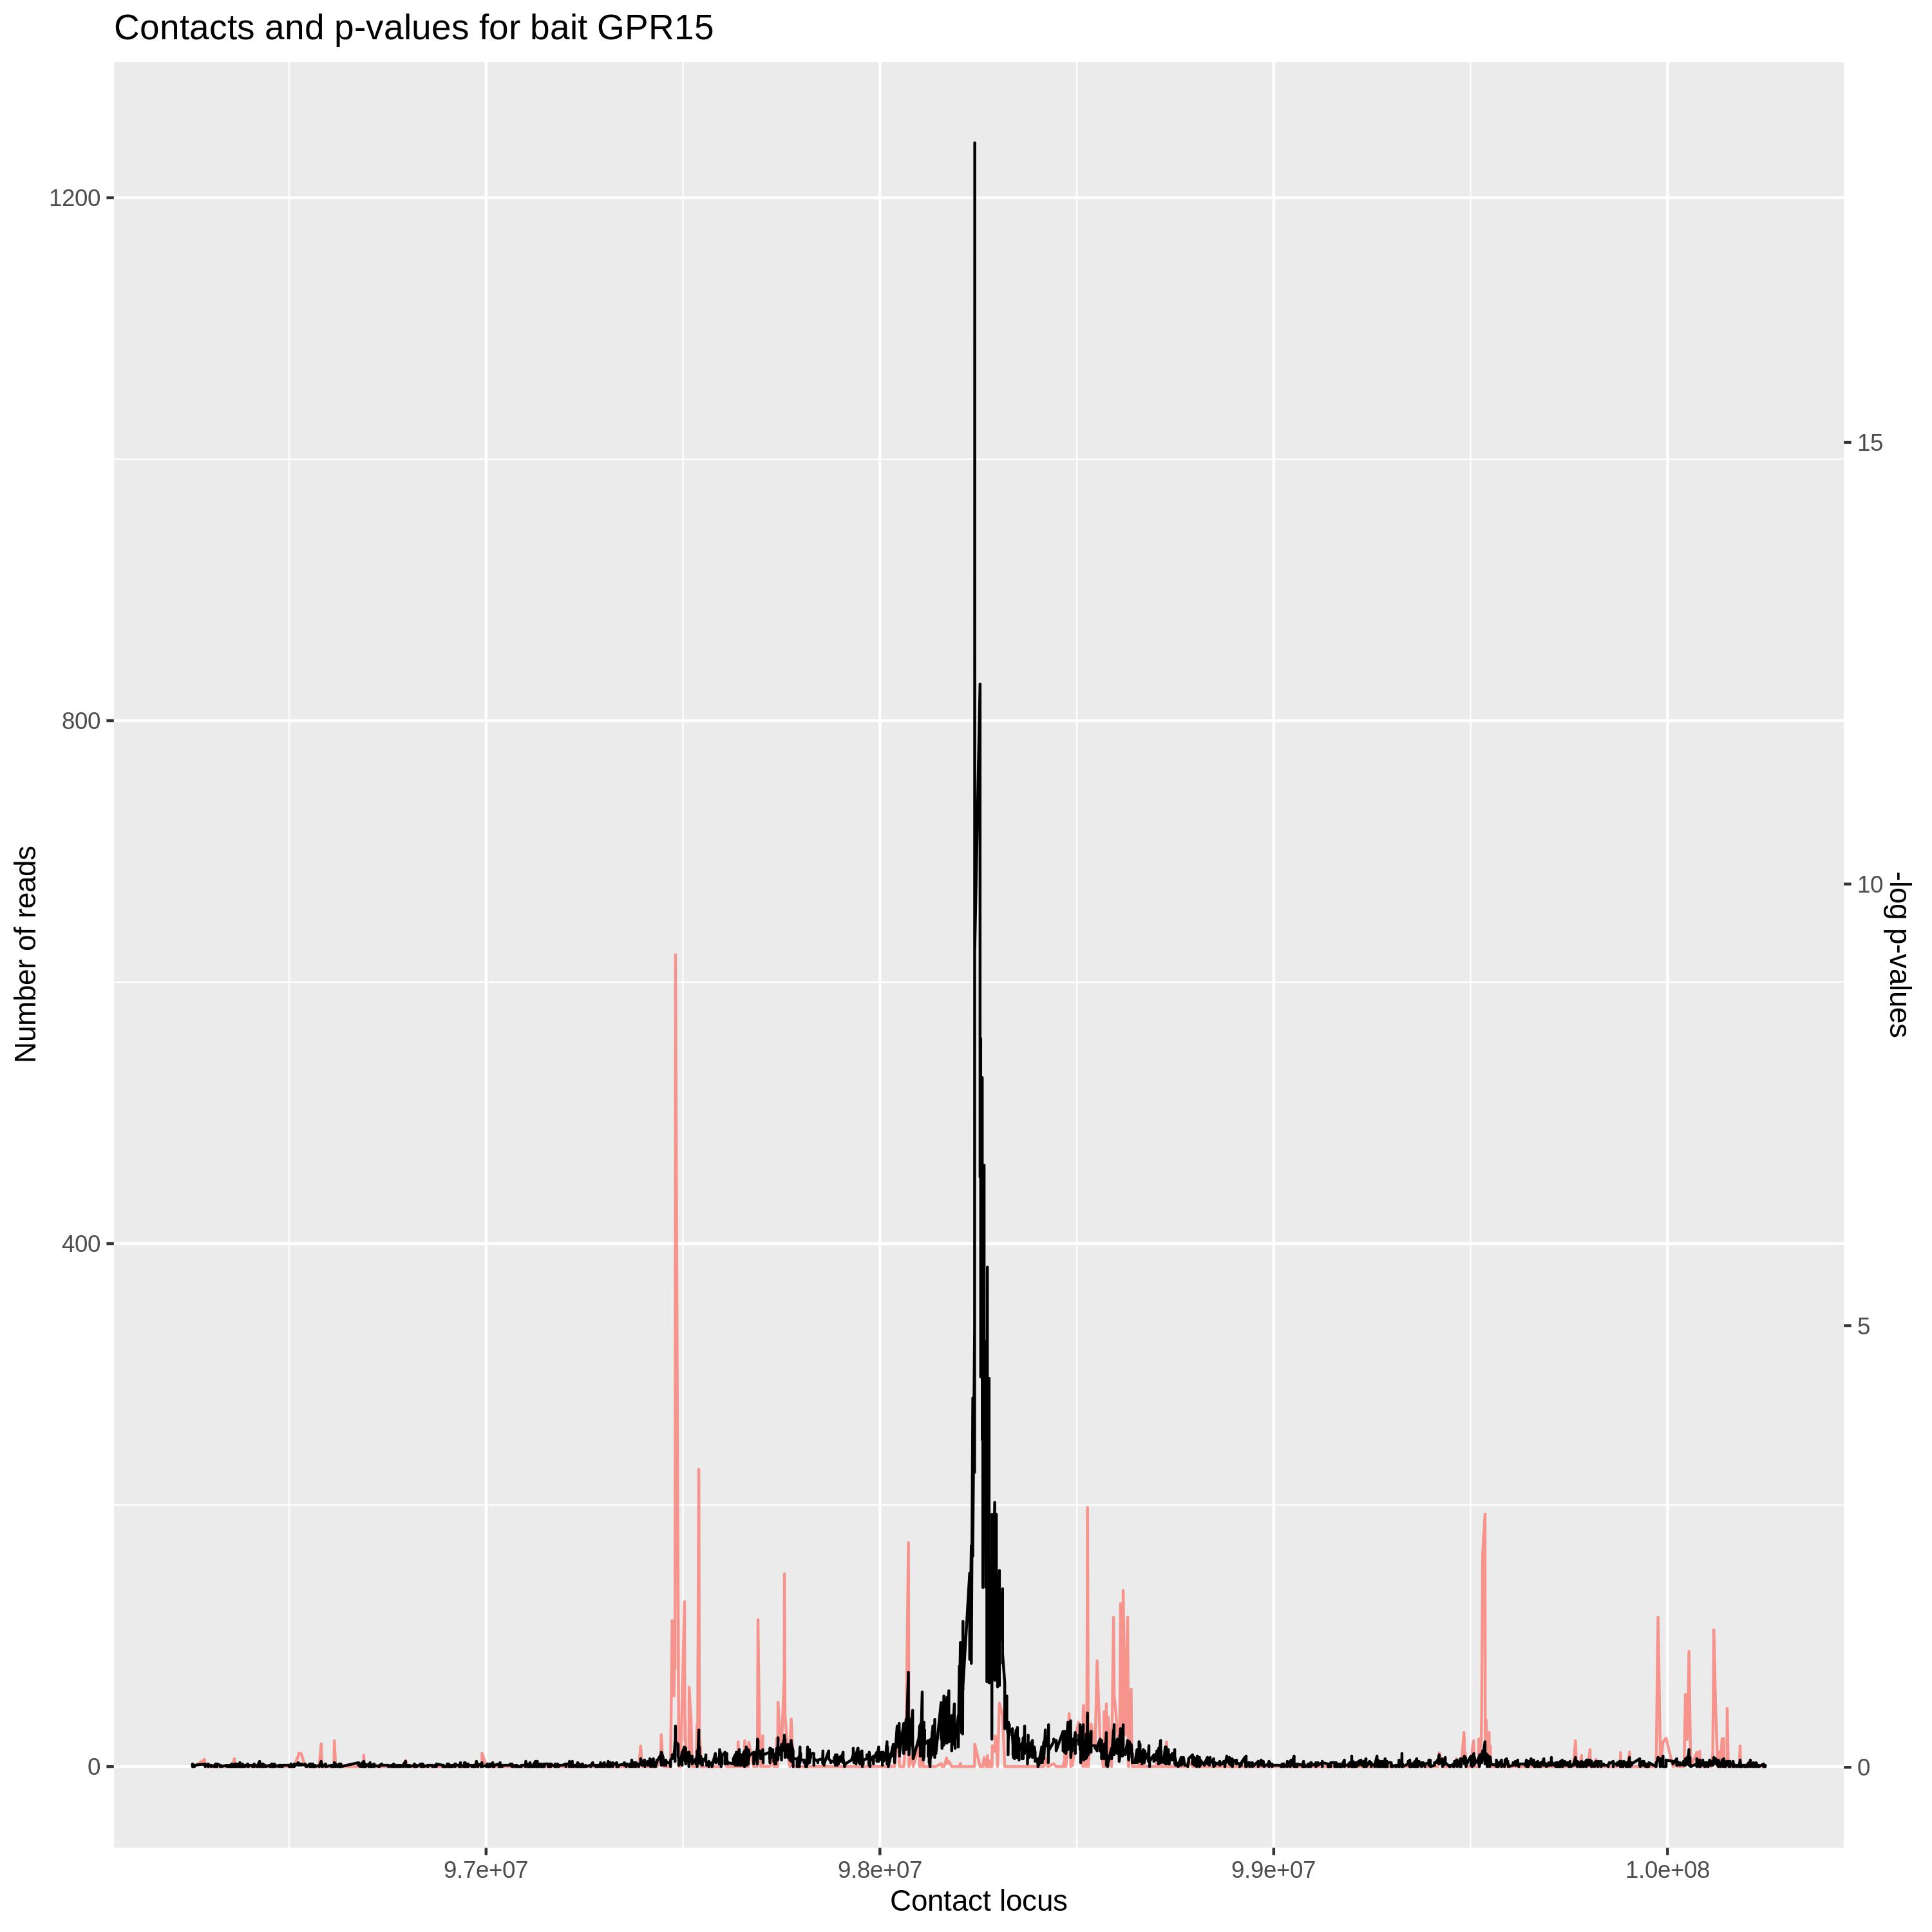 Contacts and p-values for bait GPR15
1200
800
400
0
Number of reads
15
10
5
0
-log p-values
9.7e+07
9.8e+07
9.9e+07
1.0e+08
Contact locus